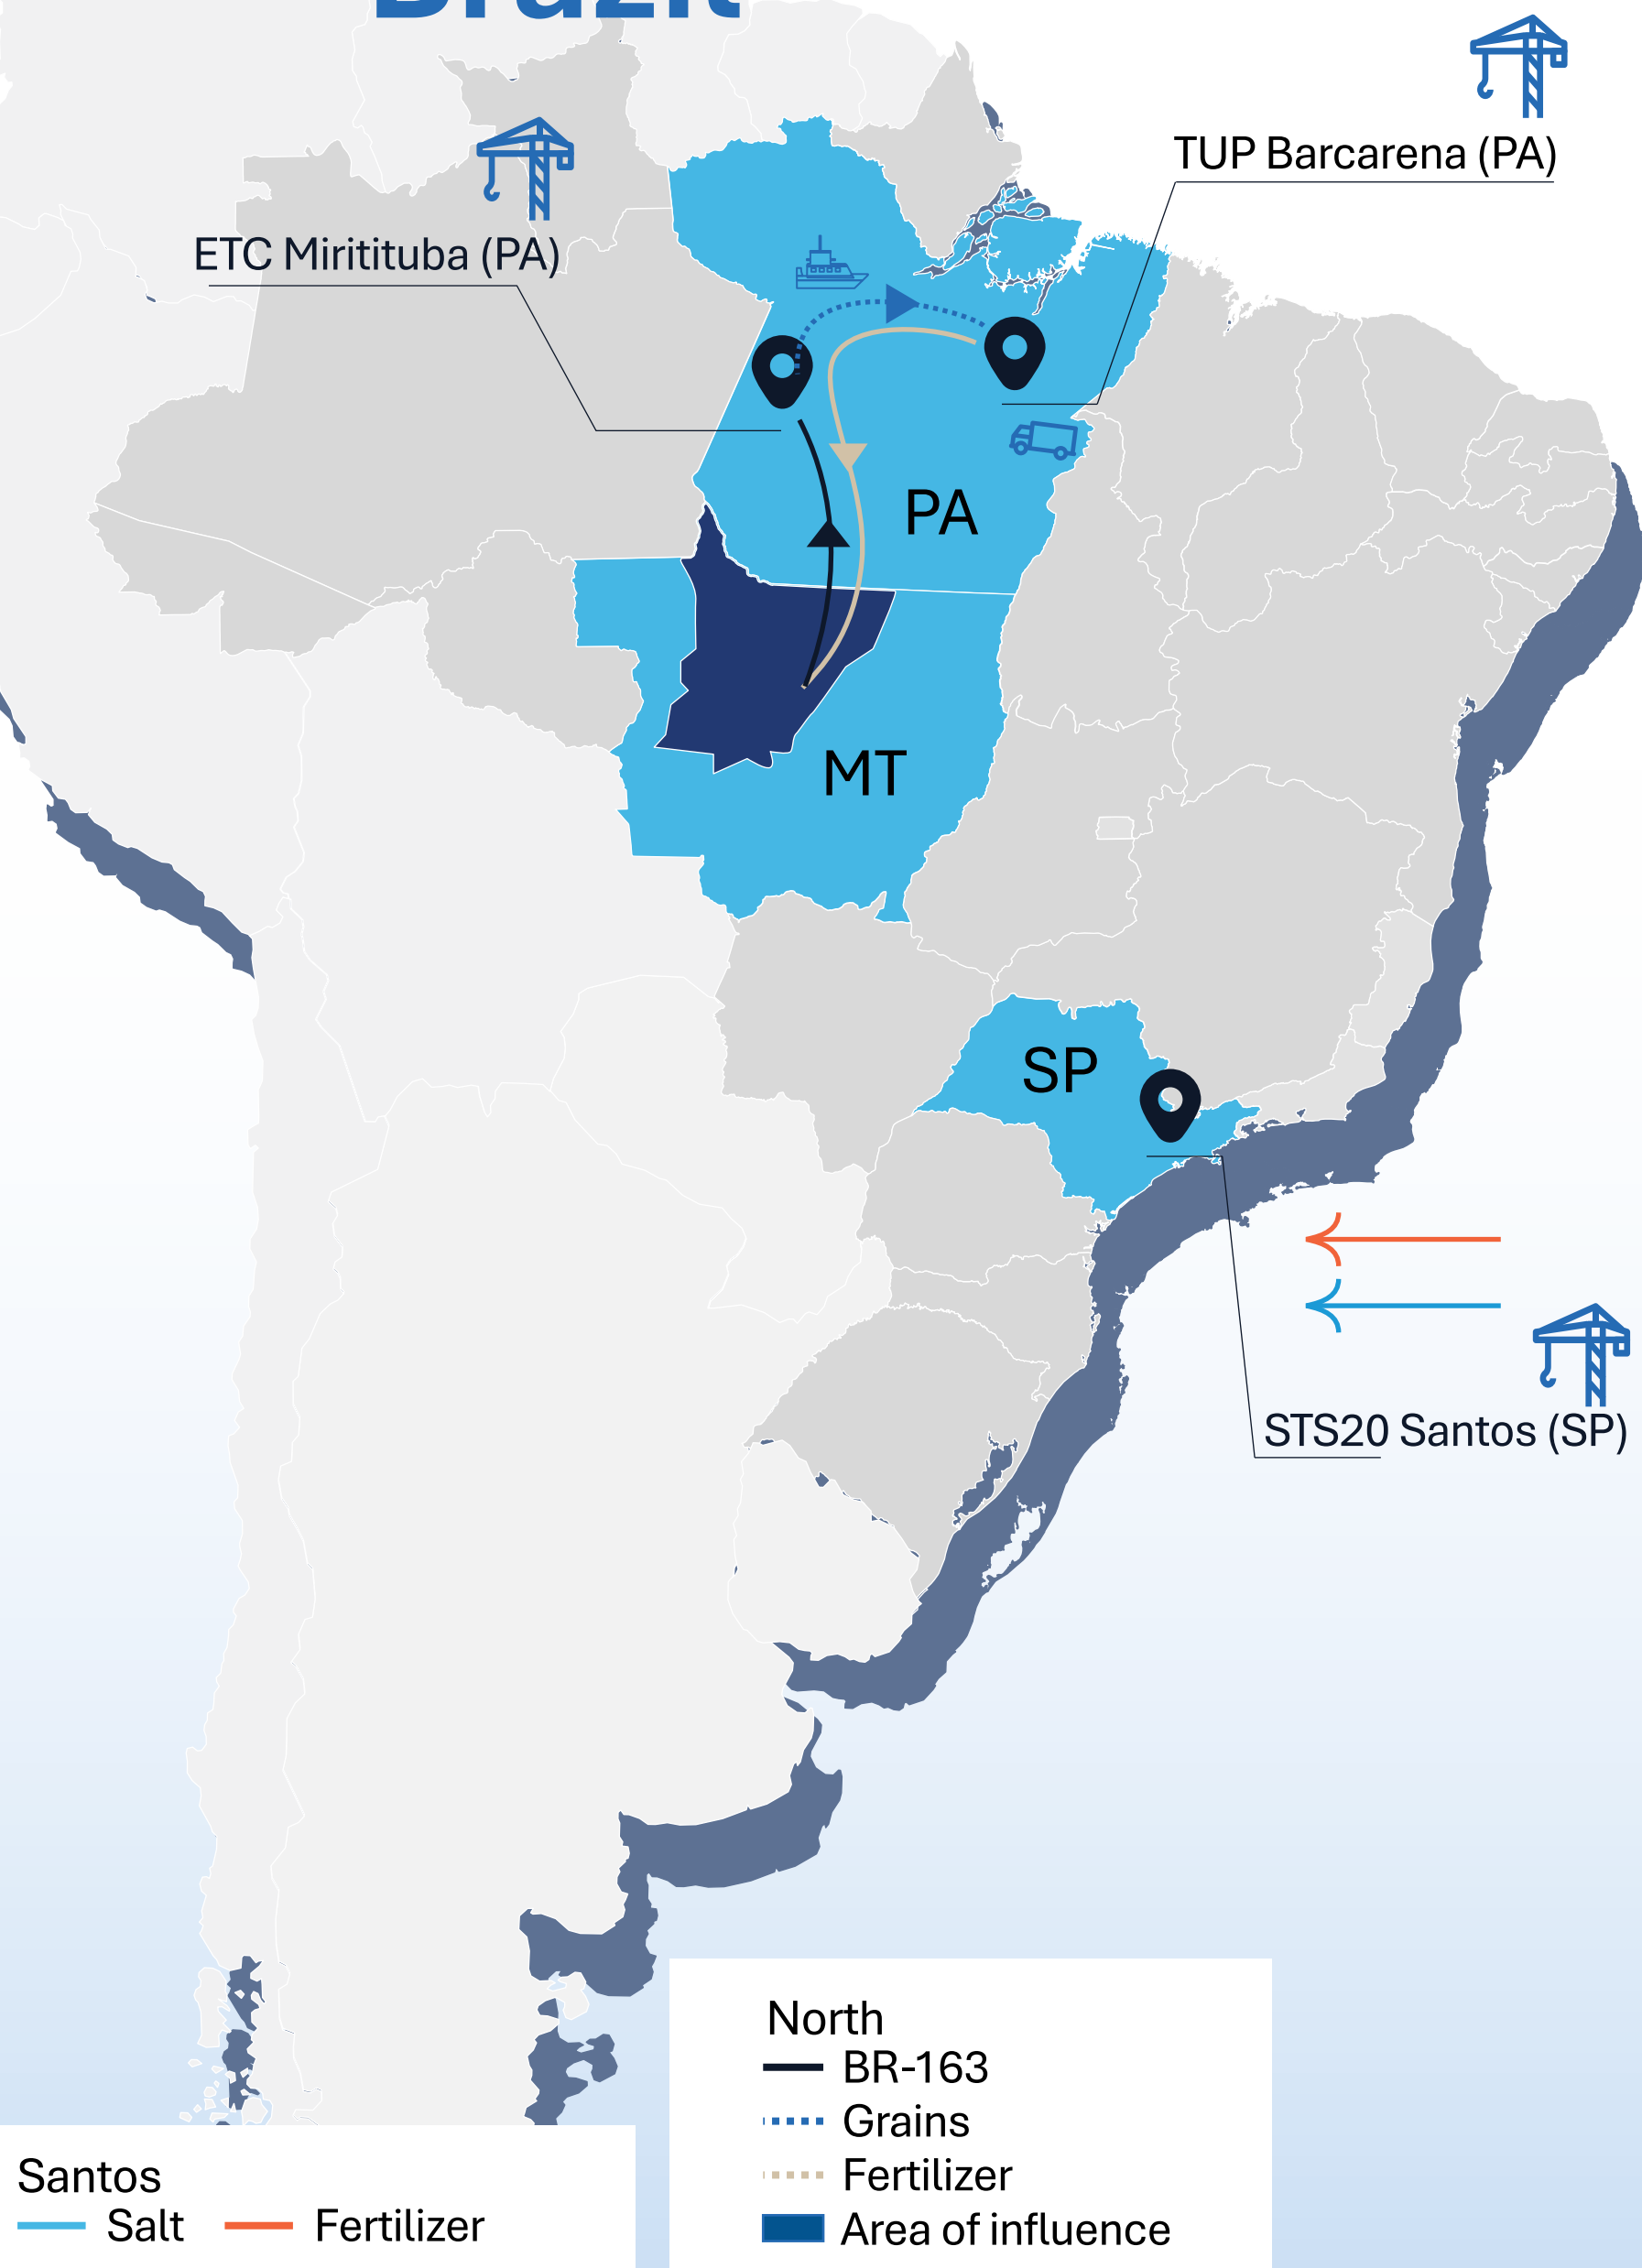 Brazil
TUP Barcarena (PA)
ETC Miritituba (PA)
PA
MT
SP
STS20 Santos (SP)
North
BR-163
Grains
Fertilizer
Area of influence
Santos
Salt
Fertilizer